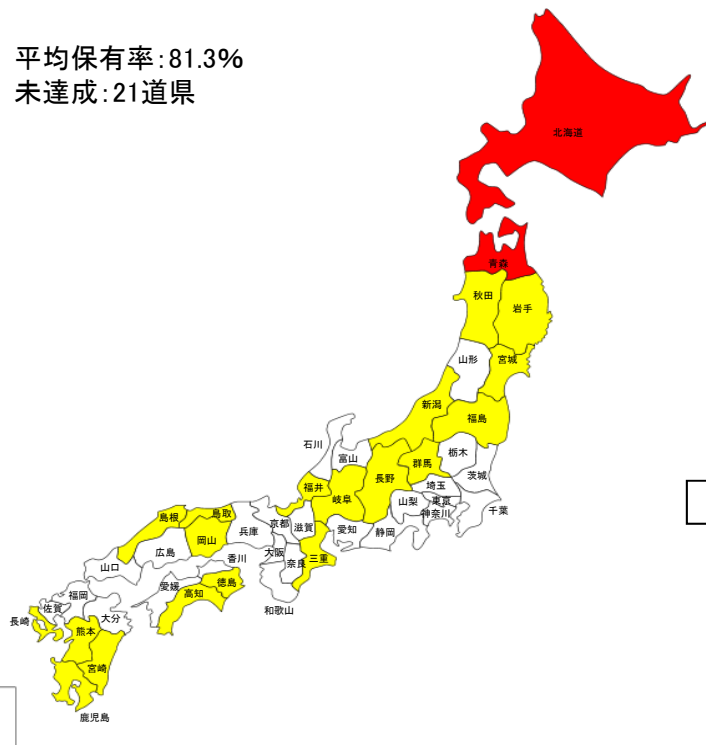 平均保有率:81.3%
未達成:21道県
北海道
青森
秋田
岩手
山形
宮城
新潟
福島
石川
富山
群馬
栃木
茨城
福井
岐阜
長野
埼玉
山梨
東京
神奈川
千葉
島根
鳥取
岡山
兵庫
京都
滋賀
愛知
静岡
広島
大阪
奈良
三重
山口
香川
愛媛
高知
徳島
和歌山
福岡
佐賀
長崎
大分
熊本
宮崎
鹿児島